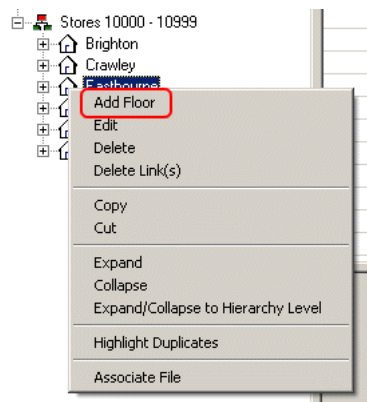 Stores 10000 - 10999
Brighton
Crawley
Eastbourne
Add Floor
Edit
Delete
Delete Link(s)
Copy
Cut
Expand
Collapse
Expand/Collapse to Hierarchy Level
Highlight Duplicates
Associate File